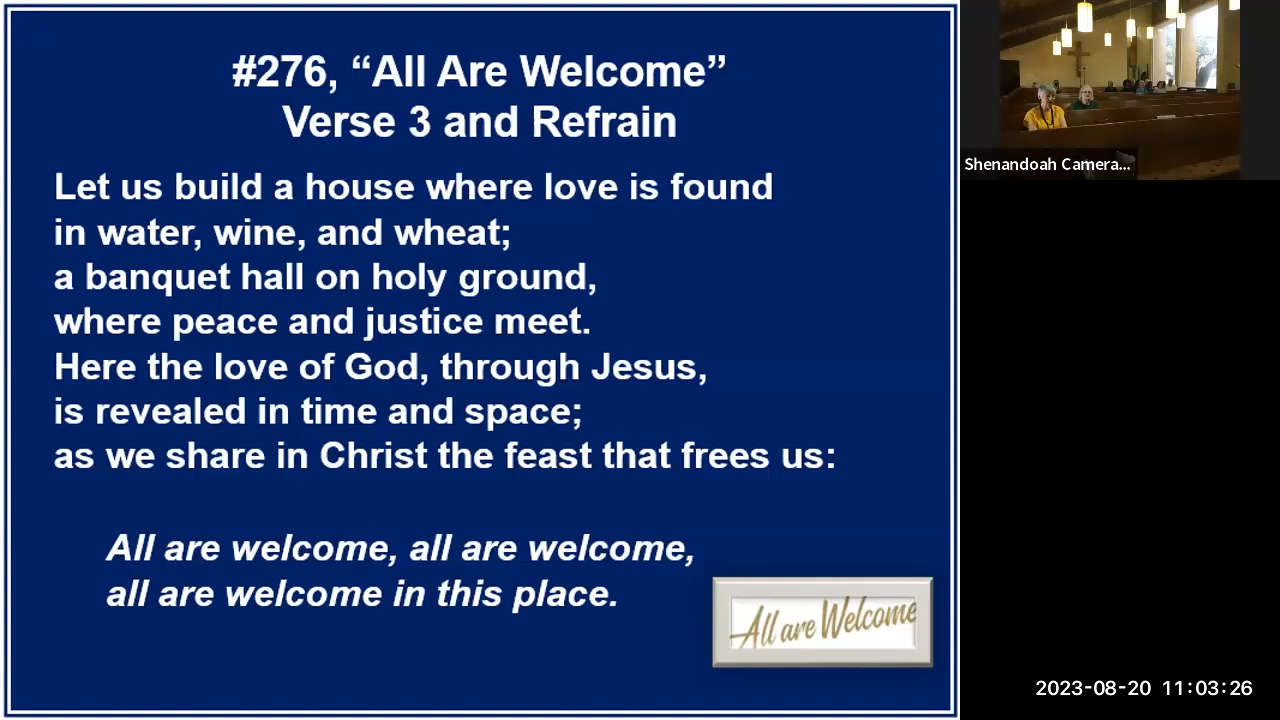 #276, “All Are Welcome”
Verse 3 and Refrain
Let us build a house where love is found
in water, wine, and wheat;
a banquet hall on holy ground,
where peace and justice meet.
Here the love of God, through Jesus,
is revealed in time and space;
as we share in Christ the feast that frees us:
All are welcome, all are welcome,
all are welcome in this place.
All are Welcome
Shenandoah Camera...
2023-08-20 11:03:26